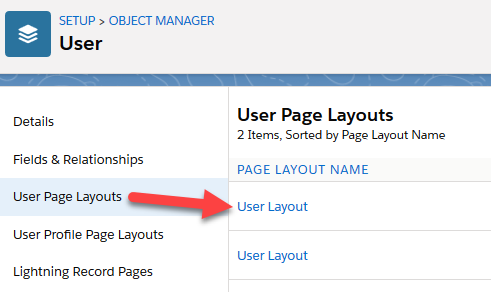 SETUP > OBJECT MANAGER
User
Details
Fields & Relationships
User Page Layouts
User Profile Page Layouts
Lightning Record Pages
User Page Layouts
2 Items, Sorted by Page Layout Name
PAGE LAYOUT NAME
User Layout
User Layout